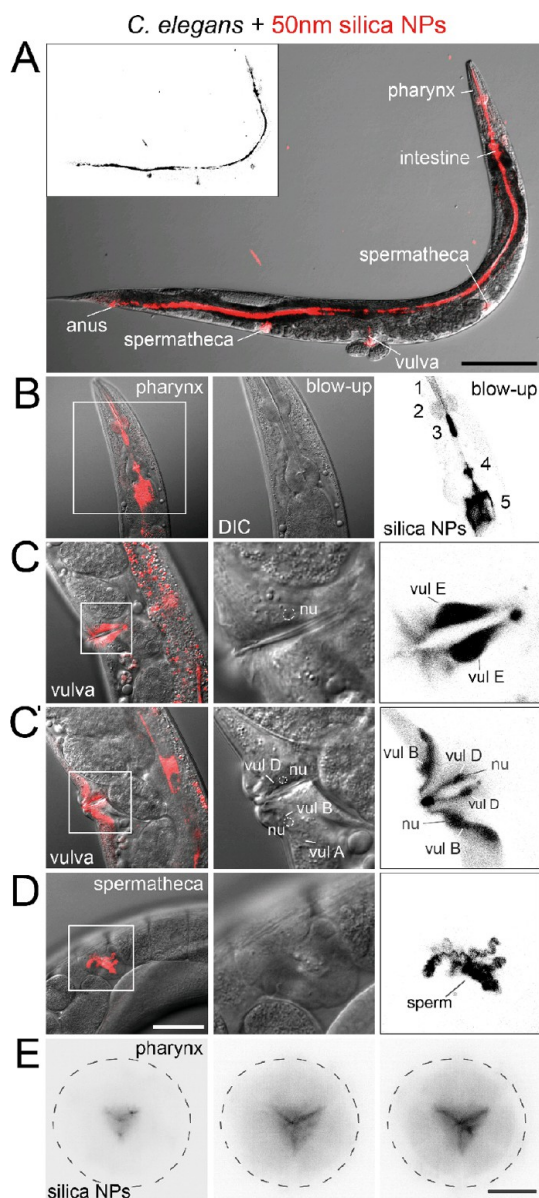 C. elegans + 50nm silica NPs
A
pharynx
intestine
spermatheca
anus
spermatheca
vulva
B
pharynx
blow-up
DIC
blow-up
1
2
3
4
5
silica NPs
C
vulva
nu
vul E
vul E
C'
vulva
vul D
nu
vul B
nu
vul A
vul B
vul D
nu
vul D
nu
vul B
D
spermatheca
sperm
E
pharynx
silica NPs